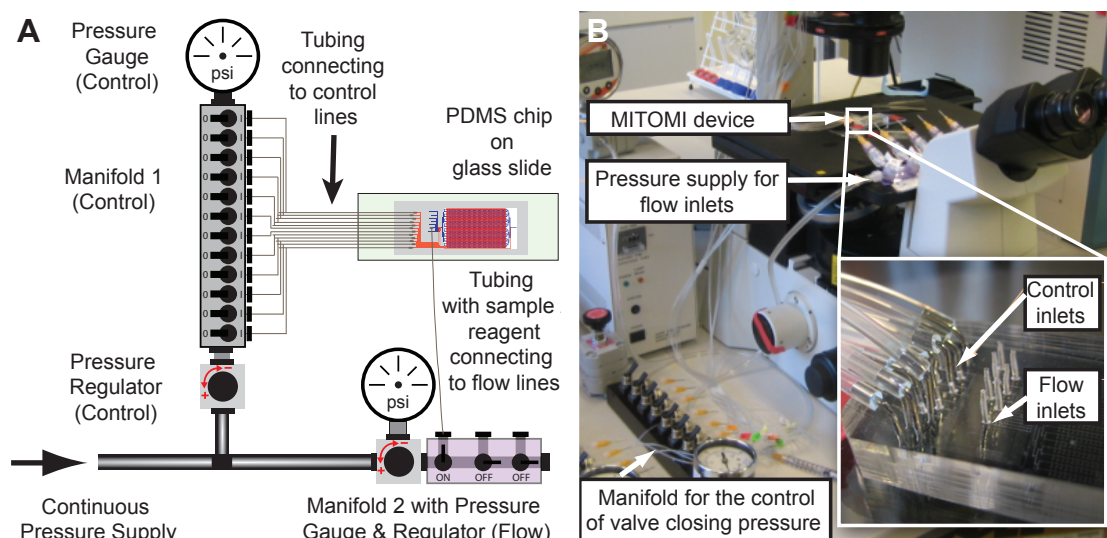 A
Pressure
Gauge
(Control)
psi
Tubing
connecting
to control
lines
PDMS chip
on
glass slide
Manifold 1
(Control)
Tubing
with sample
reagent
connecting
to flow lines
Pressure
Regulator
(Control)
psi
ON
OFF
OFF
Continuous
Pressure Supply
Manifold 2 with Pressure
Gauge & Regulator (Flow)
B
MITOMI device
Pressure supply for
flow inlets
Control
inlets
Flow
inlets
Manifold for the control
of valve closing pressure